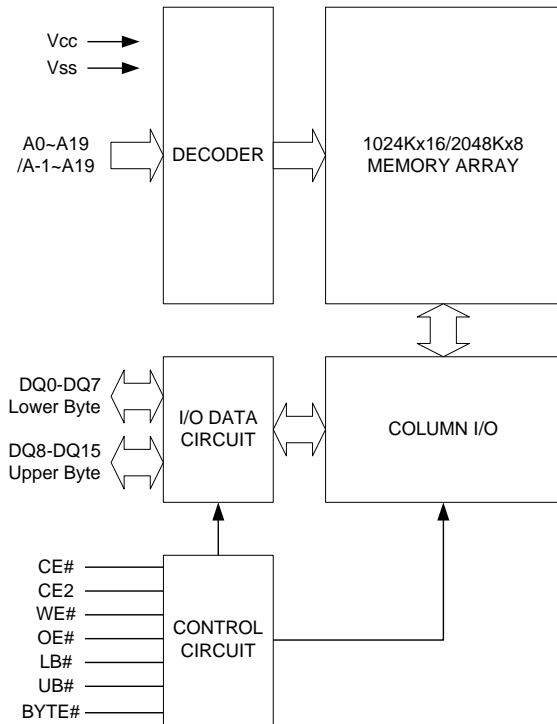 Vcc
Vss
A0~A19
/A-1~A19
DECODER
1024Kx16/2048Kx8
MEMORY ARRAY
DQ0-DQ7
Lower Byte
DQ8-DQ15
Upper Byte
I/O DATA
CIRCUIT
COLUMN I/O
CE#
CE2
WE#
OE#
LB#
UB#
BYTE#
CONTROL
CIRCUIT